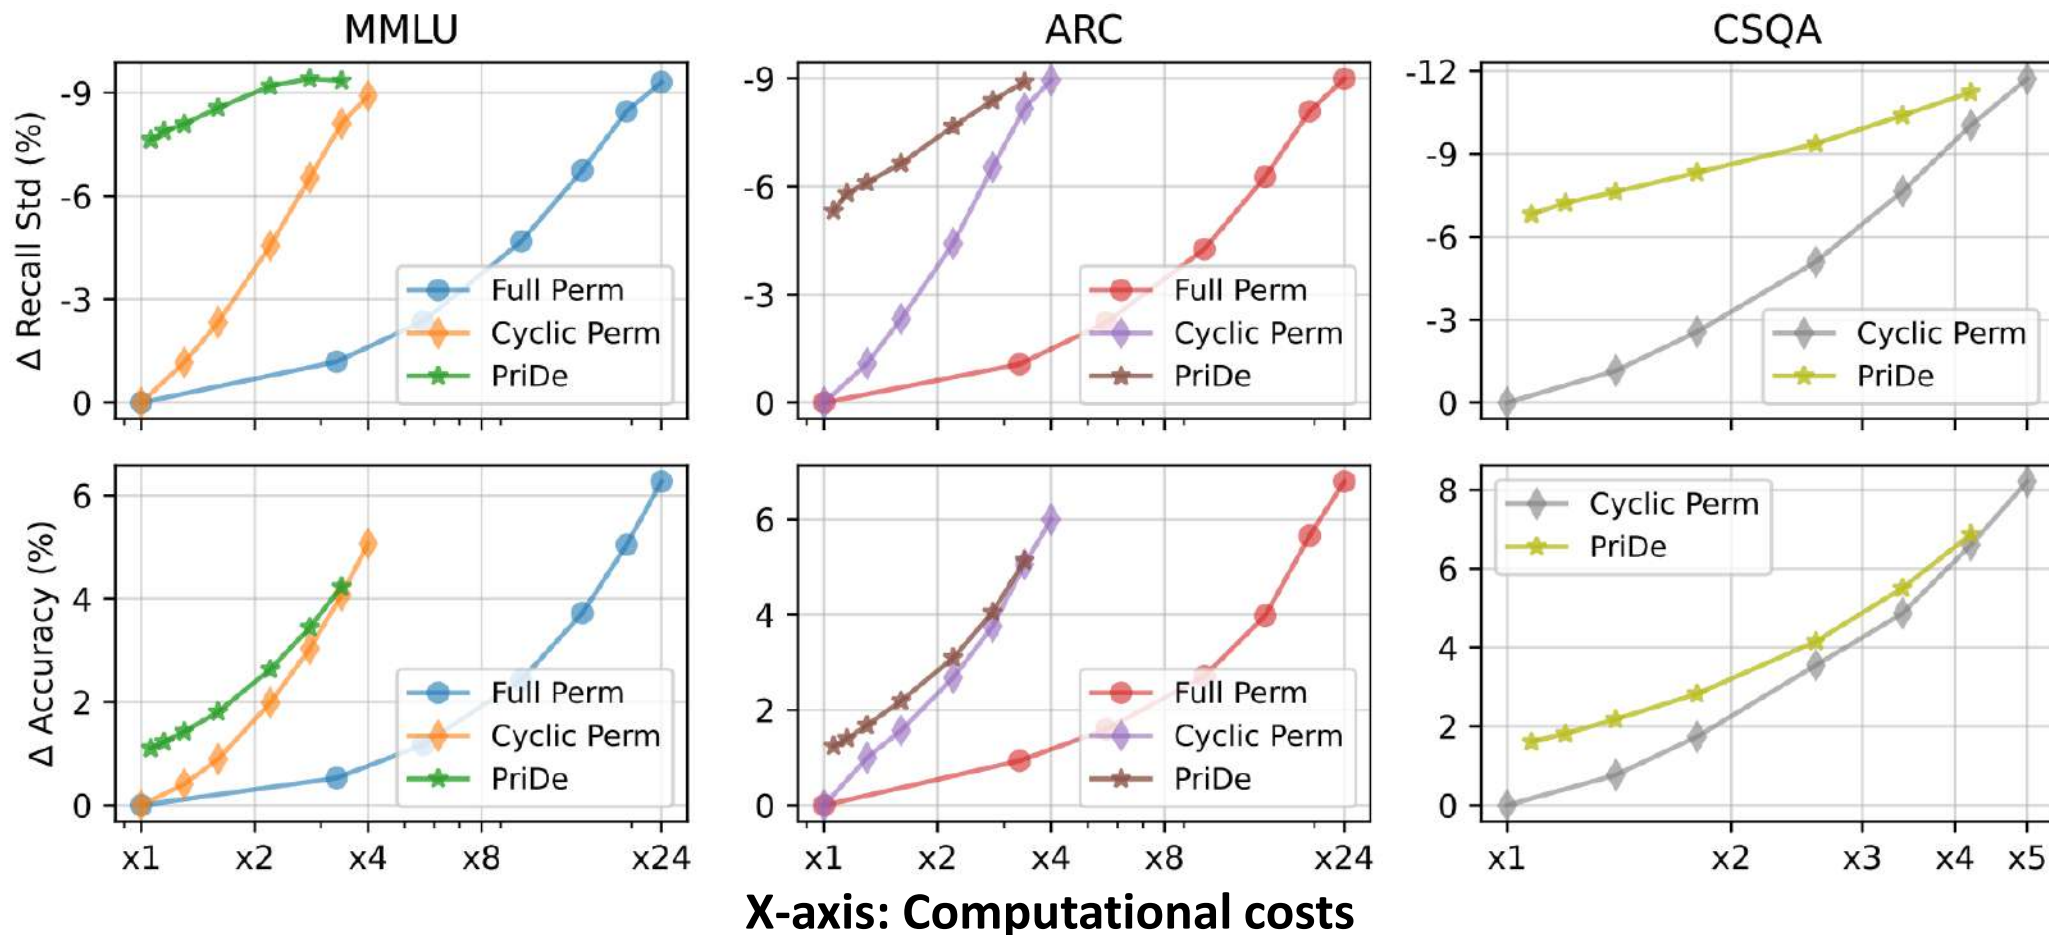 MMLU
ARC
CSQA
Δ Recall Std (%)
-9
-6
-3
0
Full Perm
Cyclic Perm
PriDe
-9
-6
-3
0
Full Perm
Cyclic Perm
PriDe
-12
-9
-6
-3
0
Cyclic Perm
PriDe
Δ Accuracy (%)
6
4
2
0
Full Perm
Cyclic Perm
PriDe
x1 x2 x4 x8 x24
6
4
2
0
Full Perm
Cyclic Perm
PriDe
x1 x2 x4 x8 x24
8
6
4
2
0
Cyclic Perm
PriDe
x1 x2 x3 x4 x5
X-axis: Computational costs